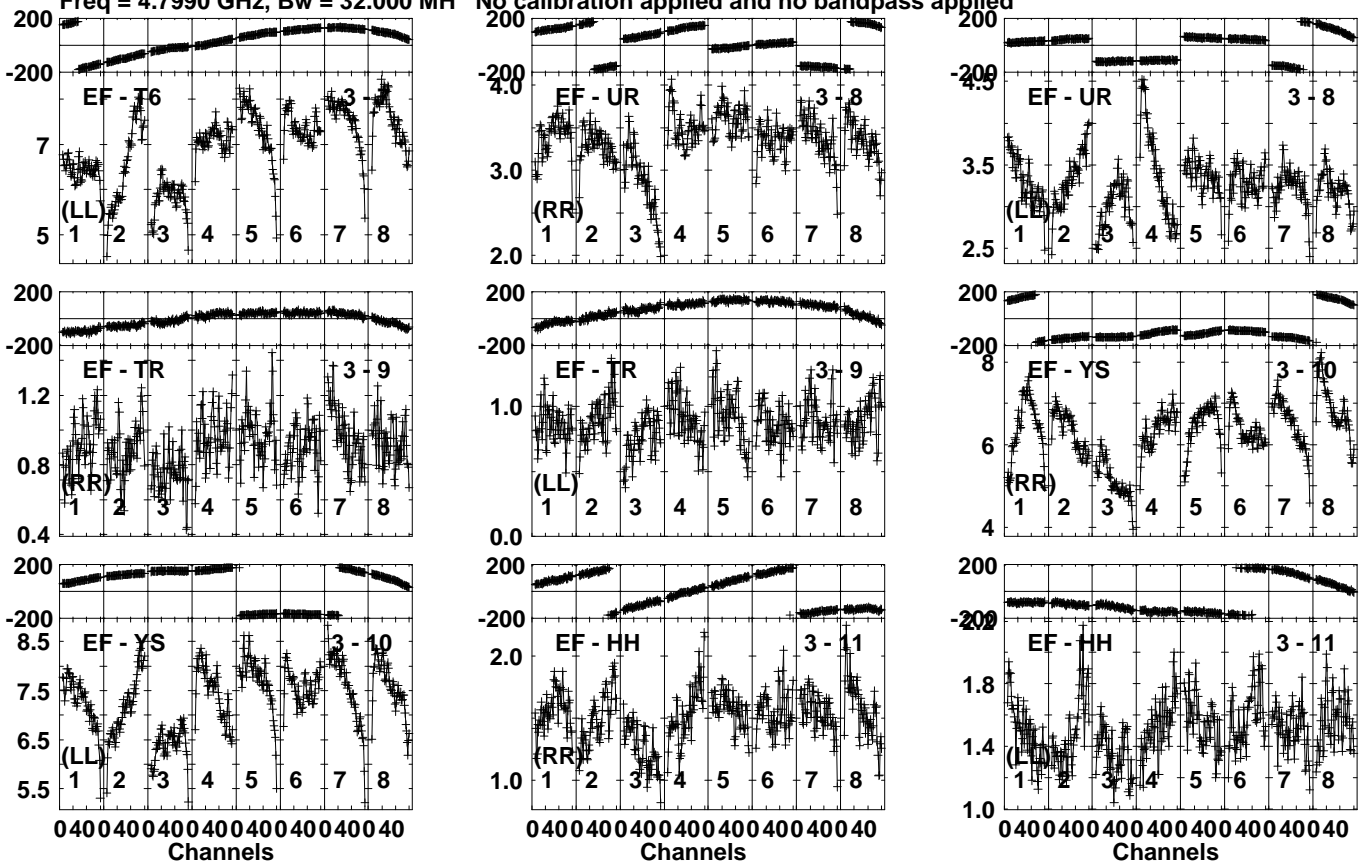 Freq = 4.7990 GHz, Bw = 32.000 MH No calibration applied and no bandpass applied
200 200 200
-200 -200 -200
EF - T6 3 - 7 4.0 EF - UR 3 - 8 4.5 EF - UR 3 - 8
7 3.0 3.5
(LL) (RR) (LL)
5 2.0 2.5
1 2 3 4 5 6 7 8 1 2 3 4 5 6 7 8 1 2 3 4 5 6 7 8
200 200 200
-200 -200 -200
EF - TR 3 - 9 EF - TR 3 - 9 EF - YS 3 - 10
1.2 1.0 8
0.8 6
(RR) (LL) (RR)
1 2 3 4 5 6 7 8 1 2 3 4 5 6 7 8 1 2 3 4 5 6 7 8
0.4 0.0 4
200 200 200
-200 -200 -200
2.2
8.5 EF - YS 3 - 10 2.0 EF - HH 3 - 11 EF - HH 3 - 11
7.5 1.8
6.5 1.4
(LL) (RR) (LL)
1 2 3 4 5 6 7 8 1 2 3 4 5 6 7 8 1 2 3 4 5 6 7 8
5.5 1.0 1.0
0 40 0 40 0 40 0 40 0 40 0 40 0 40 0 40 0 40 0 40 0 40 0 40 0 40 0 40 0 40 0 40 0 40 0 40 0 40 0 40 0 40 0 40 0 40 0 40
Channels Channels Channels